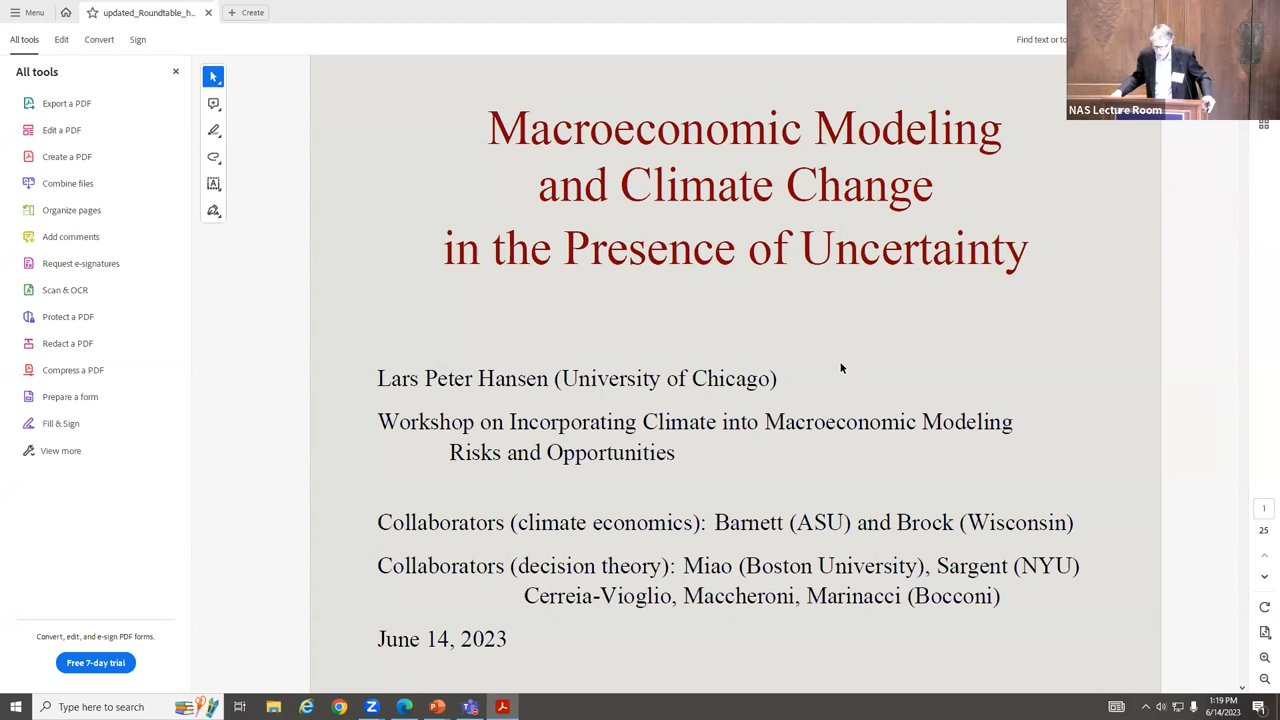 Menu
updated_Roundtable_h...
Create
All tools
Edit
Convert
Sign
Find text or to
NAS Lecture Room
All tools
Export a PDF
Edit a PDF
Create a PDF
Combine files
Organize pages
Add comments
Request e-signatures
Scan & OCR
Protect a PDF
Redact a PDF
Compress a PDF
Prepare a form
Fill & Sign
View more
Convert, edit, and e-sign PDF forms.
Free 7-day trial
Macroeconomic Modeling
and Climate Change
in the Presence of Uncertainty
Lars Peter Hansen (University of Chicago)
Workshop on Incorporating Climate into Macroeconomic Modeling
Risks and Opportunities
Collaborators (climate economics): Barnett (ASU) and Brock (Wisconsin)
Collaborators (decision theory): Miao (Boston University), Sargent (NYU)
Cerreia-Vioglio, Maccheroni, Marinacci (Bocconi)
June 14, 2023
1
25
Type here to search
1:19 PM
6/14/2023
1